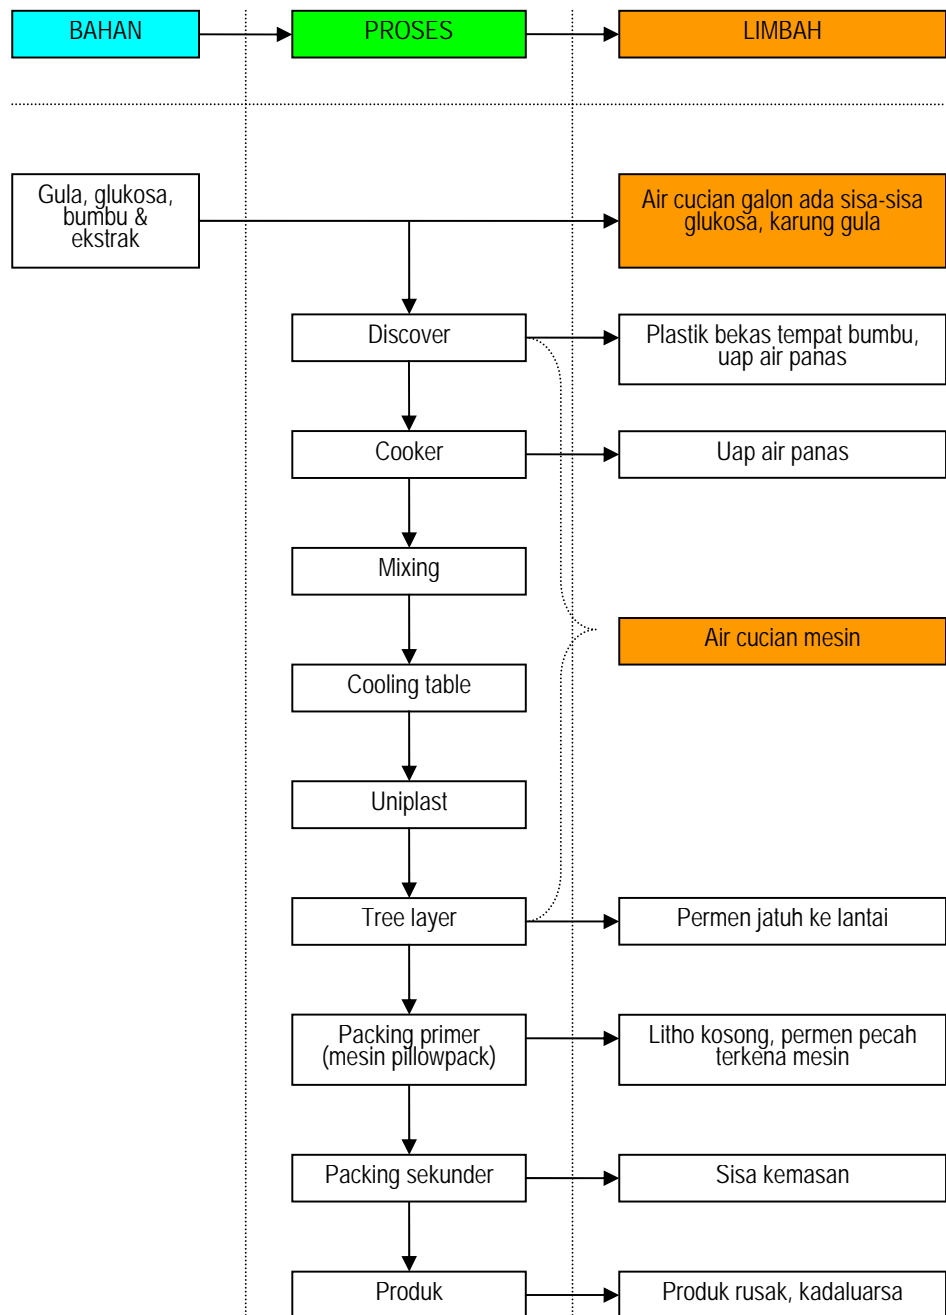 BAHAN
PROSES
LIMBAH
Gula, glukosa,
bumbu &
ekstrak
Air cucian galon ada sisa-sisa
glukosa, karung gula
Discover
Plastik bekas tempat bumbu,
uap air panas
Cooker
Uap air panas
Mixing
Air cucian mesin
Cooling table
Uniplast
Tree layer
Permen jatuh ke lantai
Packing primer
(mesin pillowpack)
Litho kosong, permen pecah
terkena mesin
Packing sekunder
Sisa kemasan
Produk
Produk rusak, kadaluarsa